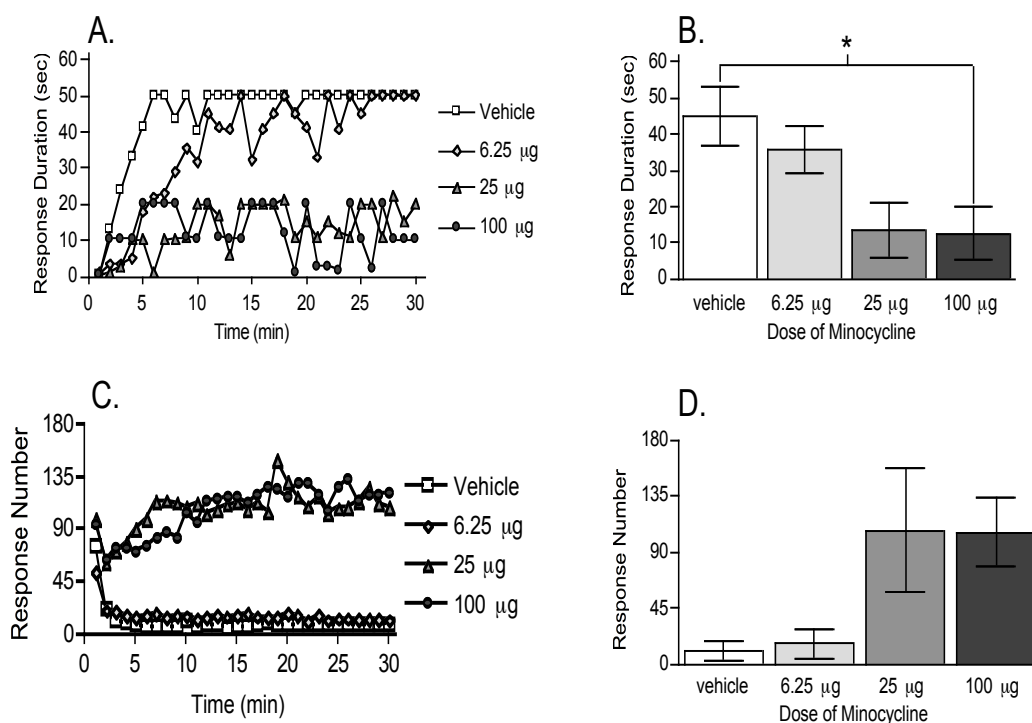 A.
Response Duration (sec)
60
50
40
30
20
10
0
0 5 10 15 20 25 30
Time (min)
Vehicle
6.25 μg
25 μg
100 μg
B.
*
Response Duration (sec)
60
50
40
30
20
10
0
vehicle 6.25 μg 25 μg 100 μg
Dose of Minocycline
C.
Response Number
180
135
90
45
0
0 5 10 15 20 25 30
Time (min)
Vehicle
6.25 μg
25 μg
100 μg
D.
Response Number
180
135
90
45
0
vehicle 6.25 μg 25 μg 100 μg
Dose of Minocycline